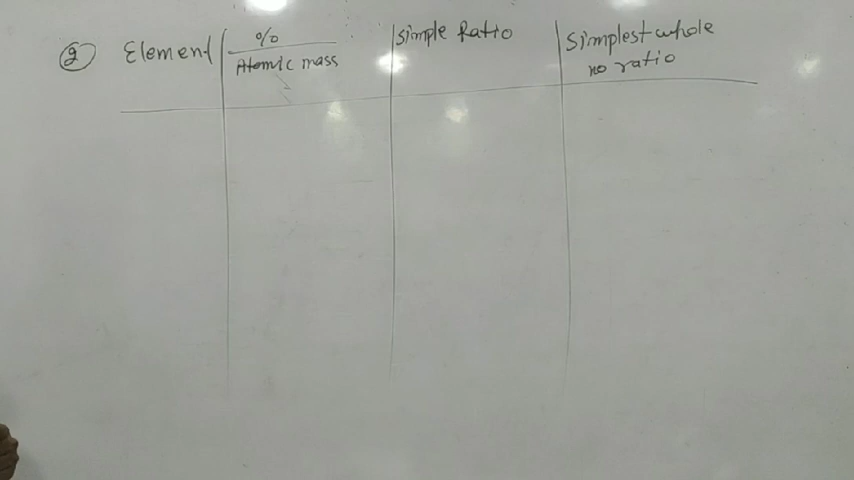 ② Element % Simple Ratio Simplest whole
Atomic mass no ratio